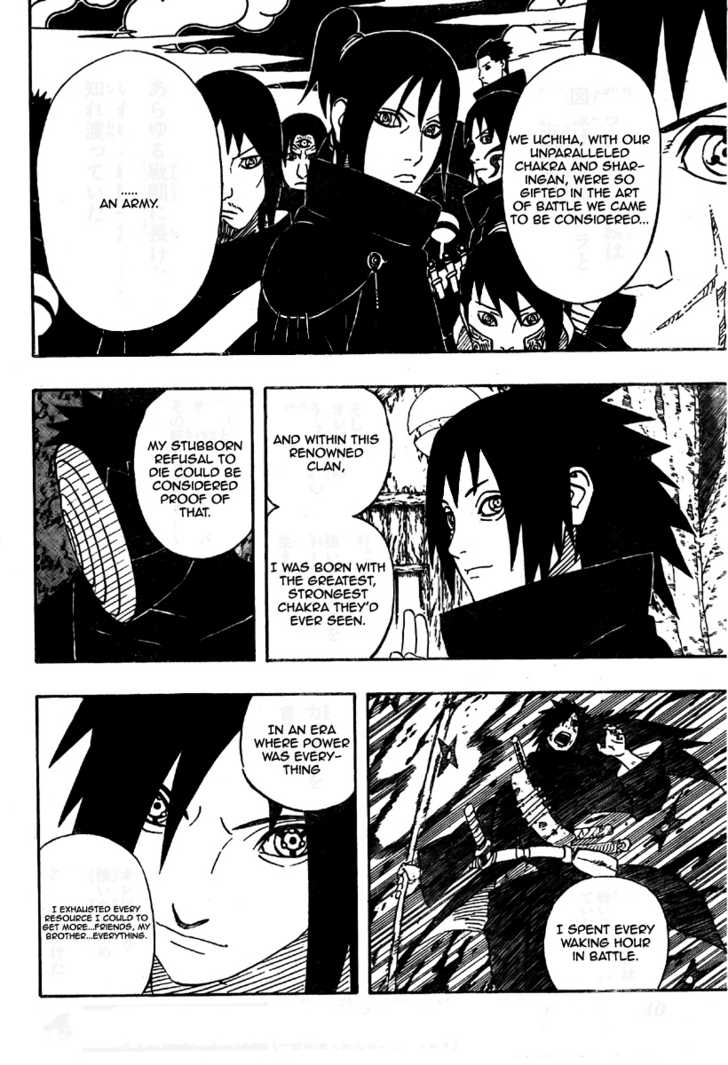 WE UCHIHA, WITH OUR
UNPARALLELED
CHAKRA AND SHAR-
INGAN, WERE SO
GIFTED IN THE ART
OF BATTLE WE CAME
TO BE CONSIDERED...
.....
AN ARMY.
AND WITHIN THIS
RENOWNED
CLAN,
I WAS BORN WITH
THE GREATEST,
STRONGEST
CHAKRA THEY'D
EVER SEEN.
MY STUBBORN
REFUSAL TO
DIE COULD BE
CONSIDERED
PROOF OF
THAT.
I SPENT EVERY
WAKING HOUR
IN BATTLE.
IN AN ERA
WHERE POWER
WAS EVERY-
THING
I EXHAUSTED EVERY
RESOURCE I COULD TO
GET MORE...FRIENDS, MY
BROTHER...EVERYTHING.